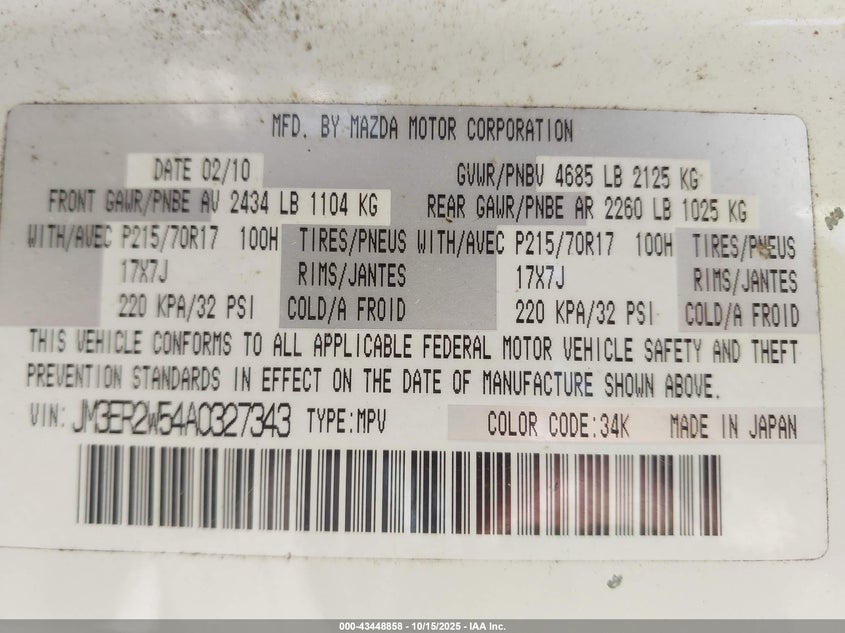 MFD. BY MAZDA MOTOR CORPORATION
DATE 02/10 GVWR/PNBV 4685 LB 2125 KG
FRONT GAWR/PNBE AV 2434 LB 1104 KG REAR GAWR/PNBE AR 2260 LB 1025 KG
WITH/AVEC P215/70R17 100H TIRES/PNEUS WITH/AVEC P215/70R17 100H TIRES/PNEUS
17X7J RIMS/JANTES 17X7J RIMS/JANTES
220 KPA/32 PSI COLD/A FROID 220 KPA/32 PSI COLD/A FROID
THIS VEHICLE CONFORMS TO ALL APPLICABLE FEDERAL MOTOR VEHICLE SAFETY AND THEFT
PREVENTION STANDARDS IN EFFECT ON THE DATE OF MANUFACTURE SHOWN ABOVE.
VIN: JM3ER2W54A0327343 TYPE:MPV COLOR CODE:34K MADE IN JAPAN
000-43448858 - 10/15/2025 - IAA Inc.